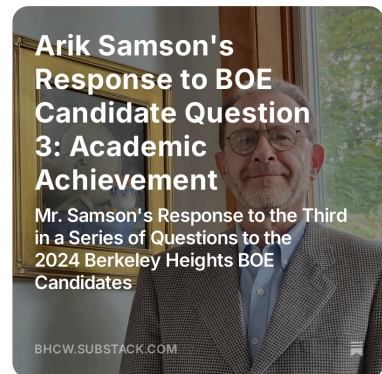 Arik Samson's
Response to BOE
Candidate Question
3: Academic
Achievement
Mr. Samson's Response to the Third
in a Series of Questions to the
2024 Berkeley Heights BOE
Candidates
BHCW.SUBSTACK.COM